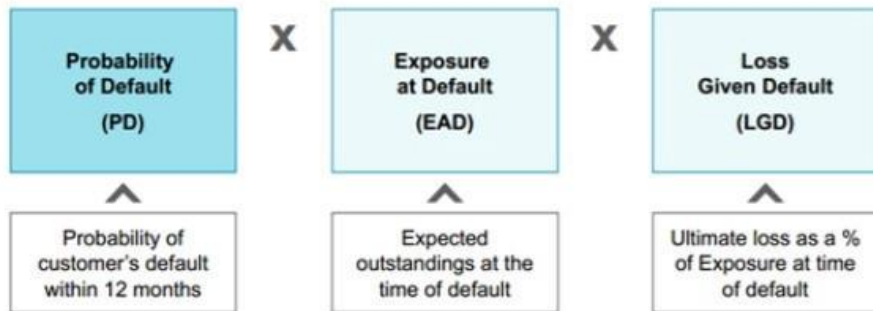 Probability
of Default
(PD)
X
Exposure
at Default
(EAD)
X
Loss
Given Default
(LGD)
Probability of
customer's default
within 12 months
Expected
outstandings at the
time of default
Ultimate loss as a %
of Exposure at time
of default